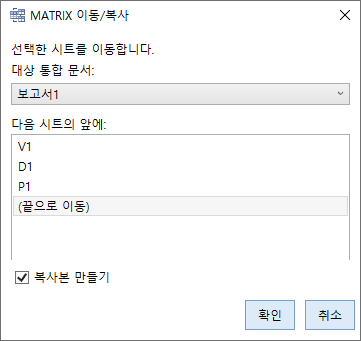 MATRIX 이동/복사
선택한 시트를 이동합니다.
대상 통합 문서:
보고서1
다음 시트의 앞에:
V1
D1
P1
(끝으로 이동)
복사본 만들기
확인 취소